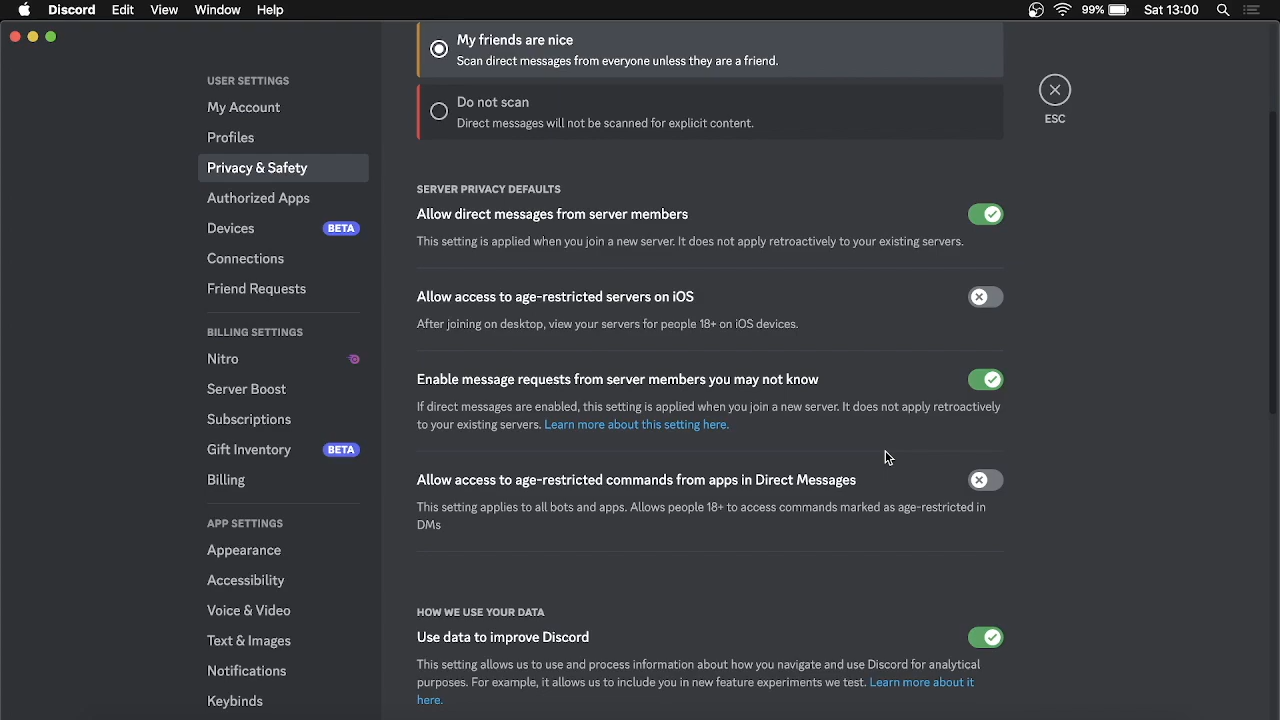 Discord Edit View Window Help 99% Sat 13:00
USER SETTINGS
My Account
Profiles
Privacy & Safety
Authorized Apps
Devices BETA
Connections
Friend Requests
BILLING SETTINGS
Nitro
Server Boost
Subscriptions
Gift Inventory BETA
Billing
APP SETTINGS
Appearance
Accessibility
Voice & Video
Text & Images
Notifications
Keybinds
My friends are nice
Scan direct messages from everyone unless they are a friend.
Do not scan
Direct messages will not be scanned for explicit content.
SERVER PRIVACY DEFAULTS
Allow direct messages from server members
This setting is applied when you join a new server. It does not apply retroactively to your existing servers.
Allow access to age-restricted servers on iOS
After joining on desktop, view your servers for people 18+ on iOS devices.
Enable message requests from server members you may not know
If direct messages are enabled, this setting is applied when you join a new server. It does not apply retroactively
to your existing servers. Learn more about this setting here.
Allow access to age-restricted commands from apps in Direct Messages
This setting applies to all bots and apps. Allows people 18+ to access commands marked as age-restricted in
DMs
HOW WE USE YOUR DATA
Use data to improve Discord
This setting allows us to use and process information about how you navigate and use Discord for analytical
purposes. For example, it allows us to include you in new feature experiments we test. Learn more about it
here.
ESC